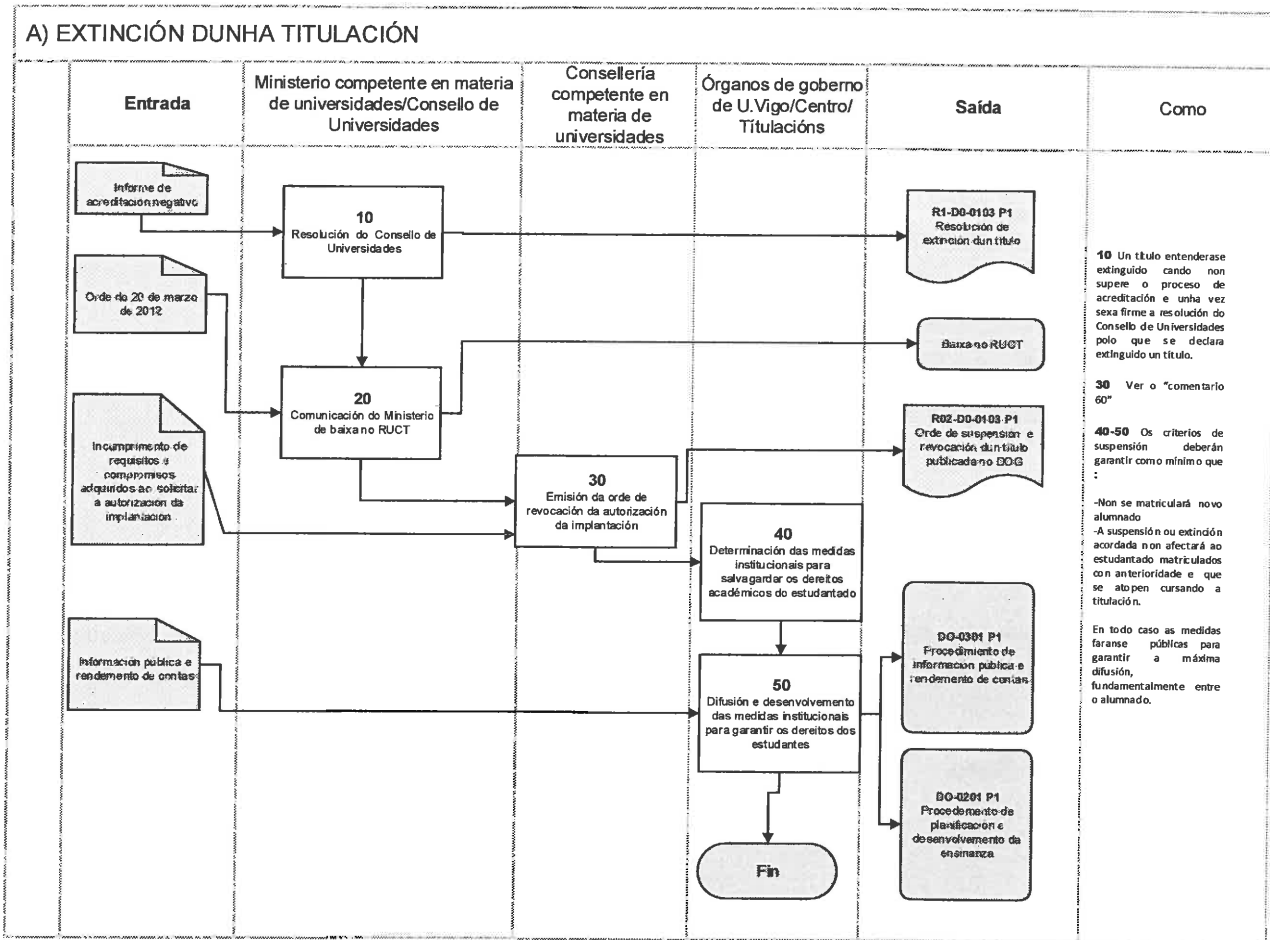 A) EXTINCIÓN DUNHA TITULACIÓN
Entrada
Ministerio competente en materia
de universidades/Consello de
Universidades
Consellería
competente en
materia de
universidades
Órganos de goberno
de U.Vigo/Centro/
Títulacións
Saída
Como
Informe de
acreditación negativo
10
Resolución do Consello de
Universidades
R1-D0-0103 P1
Resolución de
extinción dun título
Orde do 20 de marzo
de 2012
20
Comunicación do Ministerio
de baixa no RUCT
Baixa no RUCT
Incumprimento de
requisitos e
compromisos
adquiridos ao solicitar
a autorización da
implantación
30
Emisión da orde de
revocación da autorización
da implantación
R02-D0-0103 P1
Orde de suspensión e
revocación dun título
publicada no DOG
40
Determinación das medidas
institucionais para
salvagardar os dereitos
académicos do estudantado
Información pública e
rendemento de contas
50
Difusión e desenvolvemento
das medidas institucionais
para garantir os dereitos dos
estudantes
DO-0301 P1
Procedimiento de
información pública e
rendemento de contas
DO-0201 P1
Procedemento de
planificación e
desenvolvemento da
ensinanza
Fin
10 Un título entenderase
extinguido cando non
supere o proceso de
acreditación e unha vez
sexa firme a resolución do
Consello de Universidades
polo que se declara
extinguido un título.
30 Ver o "comentario
60"
40-50 Os criterios de
suspensión deberán
garantir como mínimo que
:
-Non se matriculará novo
alumnado
-A suspensión ou extinción
acordada non afectará ao
estudantado matriculados
con anterioridade e que
se atopen cursando a
titulación.
En todo caso as medidas
faranse públicas para
garantir a máxima
difusión,
fundamentalmente entre
o alumnado.